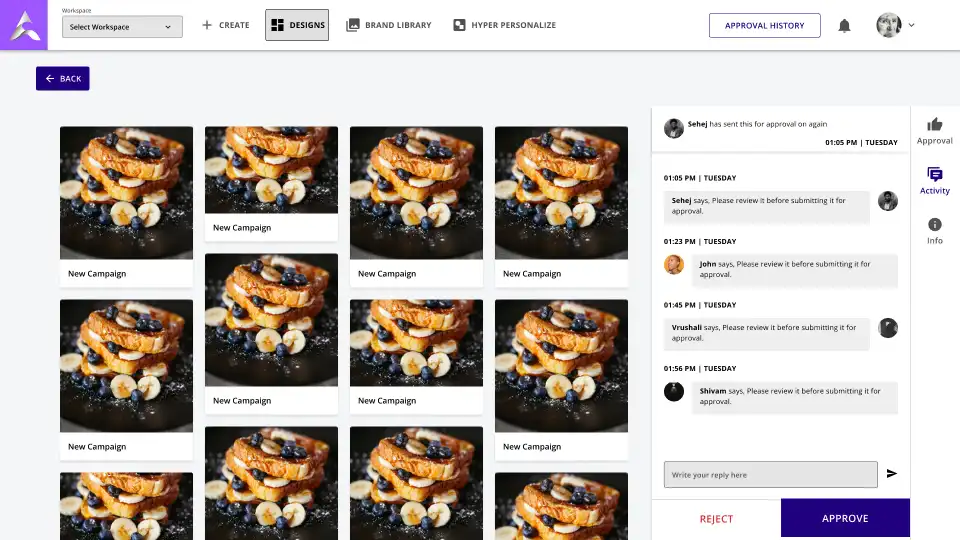 Workspace
Select Workspace
CREATE
DESIGNS
BRAND LIBRARY
HYPER PERSONALIZE
APPROVAL HISTORY
BACK
New Campaign
New Campaign
New Campaign
New Campaign
New Campaign
New Campaign
New Campaign
New Campaign
Sehej has sent this for approval on again
01:05 PM | TUESDAY
01:05 PM | TUESDAY
Sehej says, Please review it before submitting it for
approval.
01:23 PM | TUESDAY
John says, Please review it before submitting it for
approval.
01:45 PM | TUESDAY
Vrushali says, Please review it before submitting it for
approval.
01:56 PM | TUESDAY
Shivam says, Please review it before submitting it for
approval.
Write your reply here
REJECT
APPROVE
Approval
Activity
Info